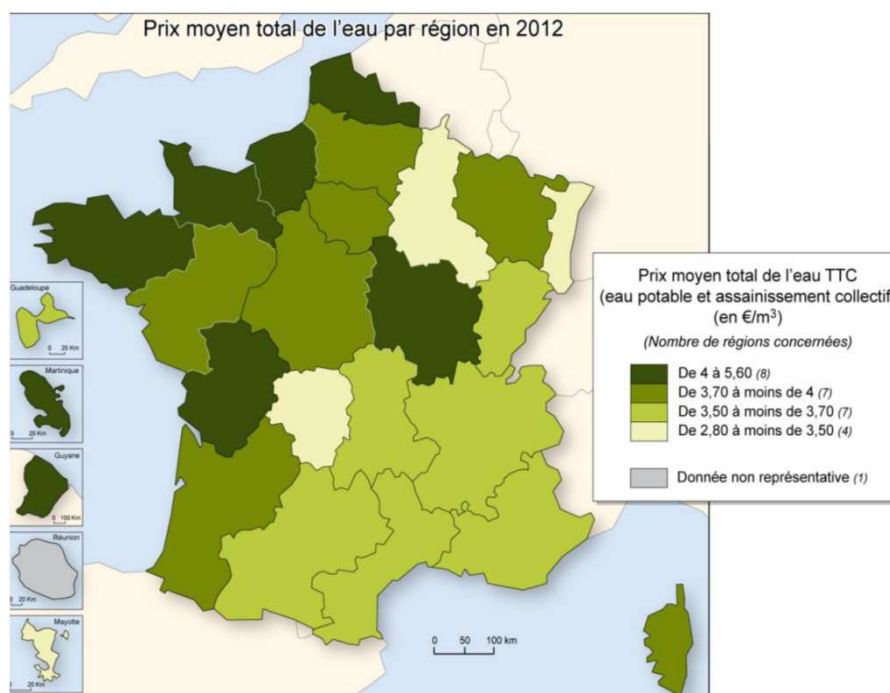 Prix moyen total de l'eau par région en 2012
Guadeloupe
0 20 Km
Martinique
0 20 Km
Guyane
0 100 Km
Réunion
0 20 Km
Mayotte
0 20 Km
0 50 100 km
Prix moyen total de l'eau TTC
(eau potable et assainissement collectif
(en €/m³)
(Nombre de régions concernées)
De 4 à 5,60 (8)
De 3,70 à moins de 4 (7)
De 3,50 à moins de 3,70 (7)
De 2,80 à moins de 3,50 (4)
Donnée non représentative (1)